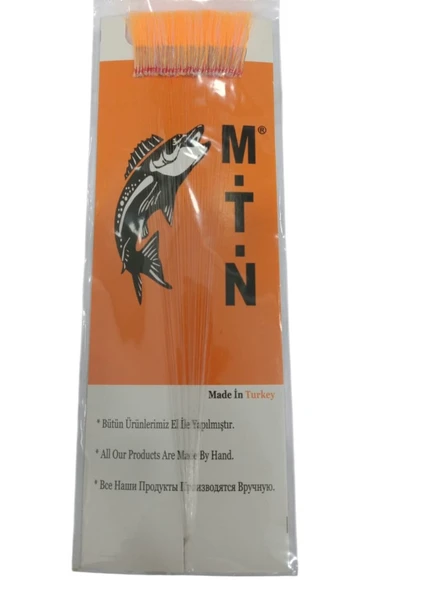 M®
.
T
.
N
Made İn Turkey
* Bütün Ürünlerimiz El İle Yapılmıştır.
* All Our Products Are Made By Hand.
* Все Наши Продукты Производятся Вручную.